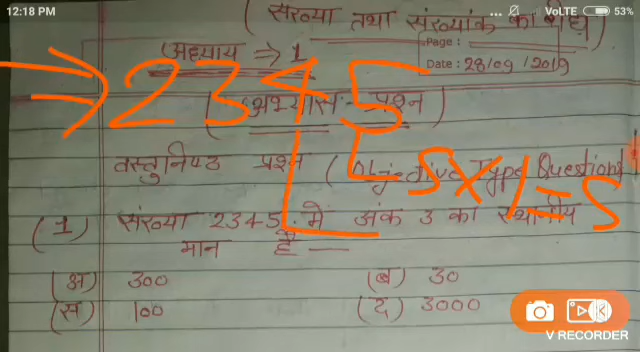 12:18 PM ... VoLTE 53%
( संख्या तथा संख्यांक का बोध )
अध्याय ⇒ 1
Page :
Date : 28/09/2019
⇒ 2345
( अभ्यास - प्रश्न )
5×1=5
वस्तुनिष्ठ प्रश्न ( Objective Type Questions
(1) संख्या 2345 में अंक 3 का स्थानीय
मान है —
(अ) 300 (ब) 30
(स) 100 (द) 3000
V RECORDER